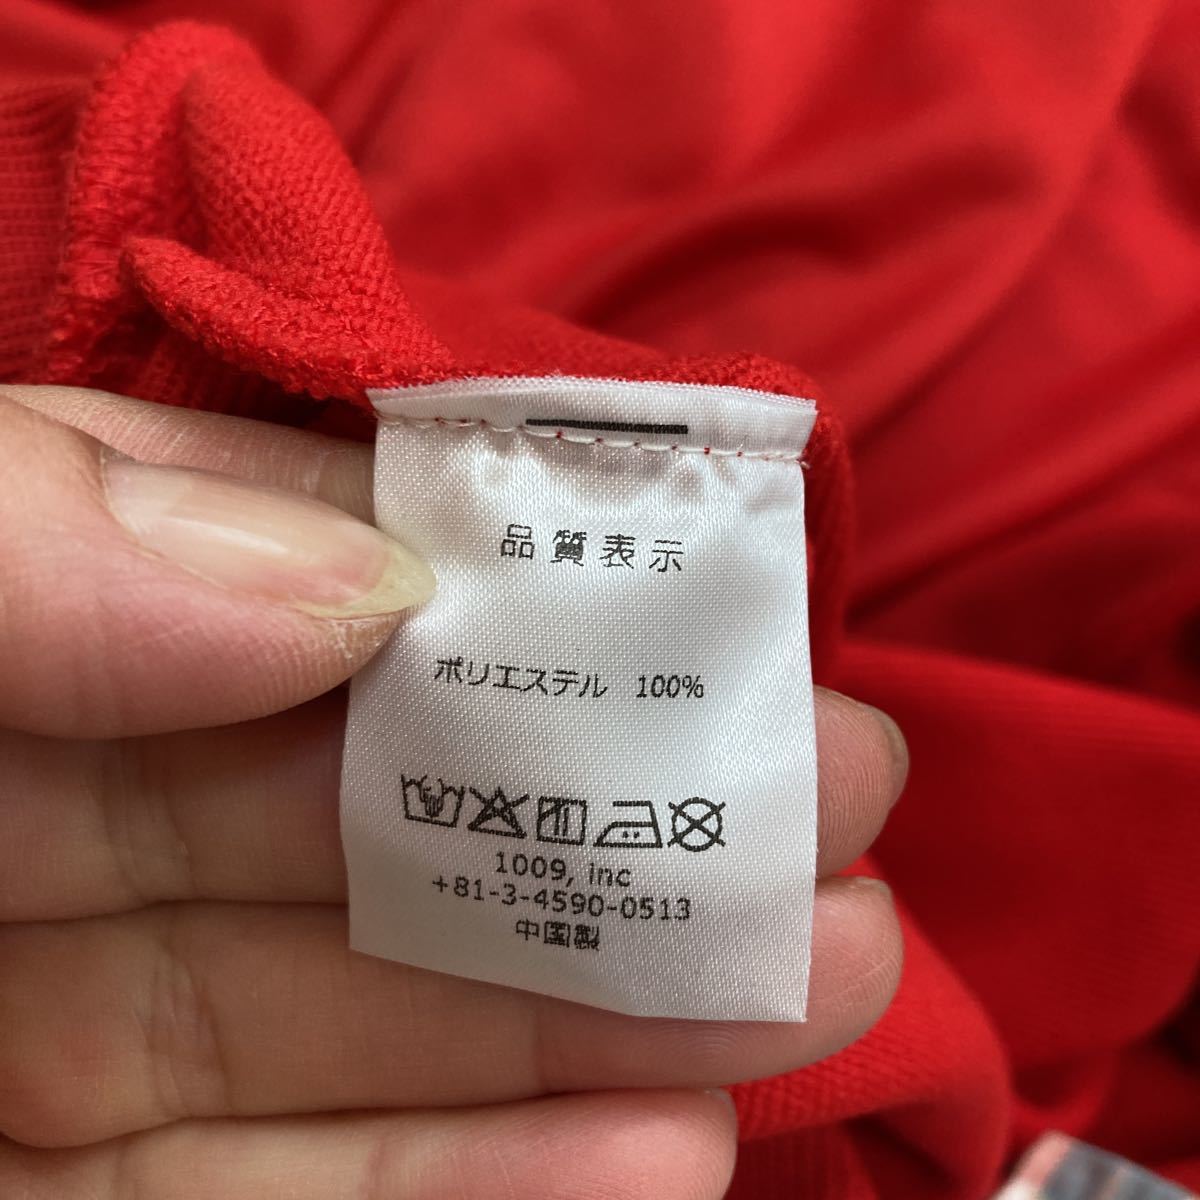 品質表示
ポリエステル 100%
1009, inc
+81-3-4590-0513
中国製